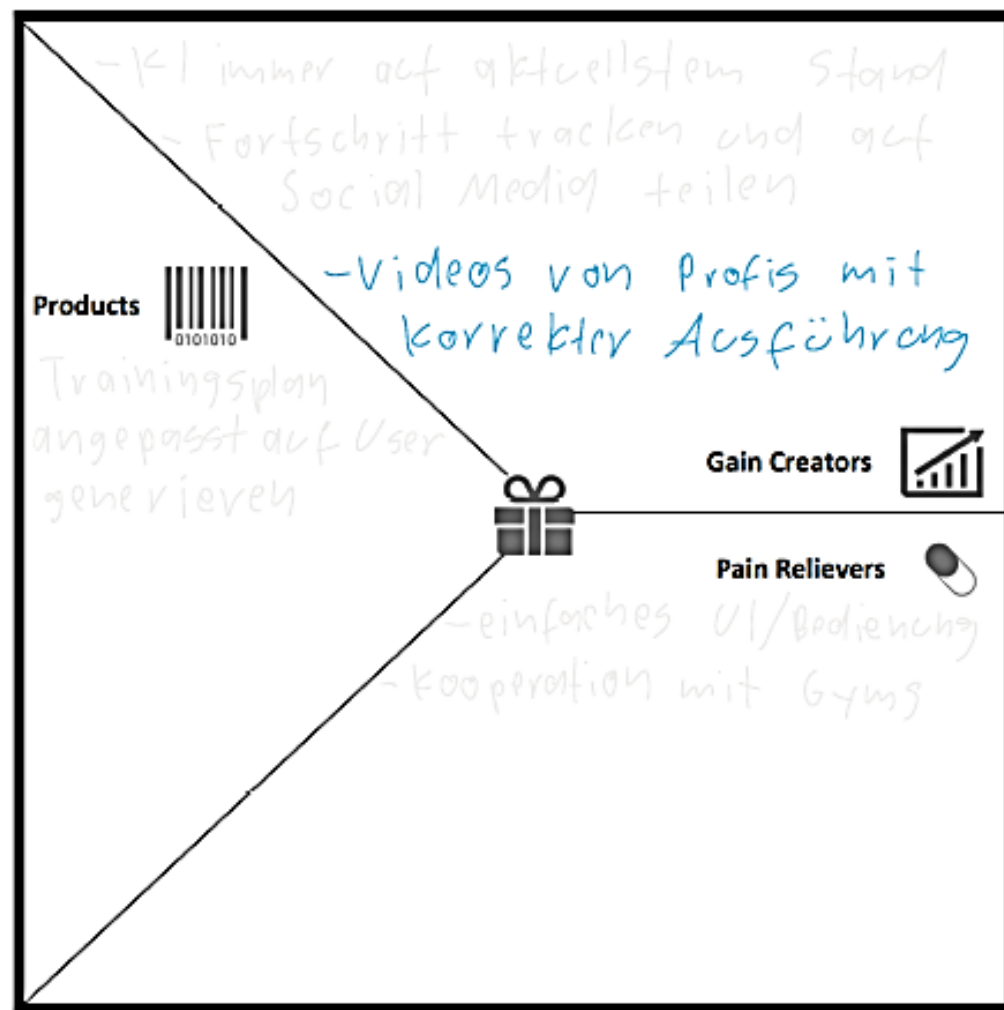 -KI immer auf aktuellstem Stand
-Fortschritt tracken und auf
Social Media teilen
-Videos von Profis mit
korrekter Ausführung
Products
0101010
Trainingsplan
angepasst auf User
generieren
Gain Creators
Pain Relievers
-einfaches UI/Bedienung
-Kooperation mit Gyms